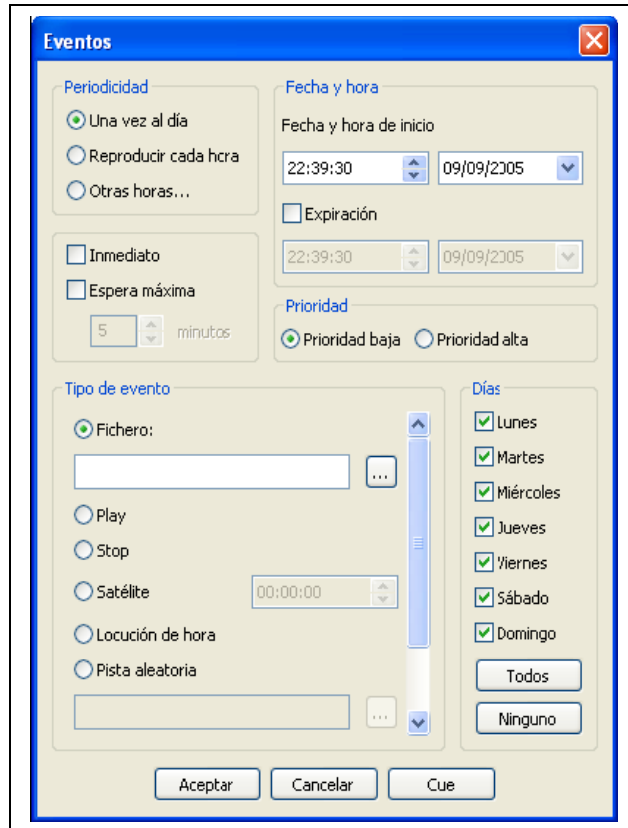 Eventos
Periodicidad
Una vez al día
Reproducir cada hora
Otras horas...
Fecha y hora
Fecha y hora de inicio
22:39:30 09/09/2005
Expiración
22:39:30 09/09/2005
Inmediato
Espera máxima
5 minutos
Prioridad
Prioridad baja Prioridad alta
Tipo de evento
Fichero:
...
Play
Stop
Satélite 00:00:00
Locución de hora
Pista aleatoria
...
Días
Lunes
Martes
Miércoles
Jueves
Viernes
Sábado
Domingo
Todos
Ninguno
Aceptar Cancelar Cue